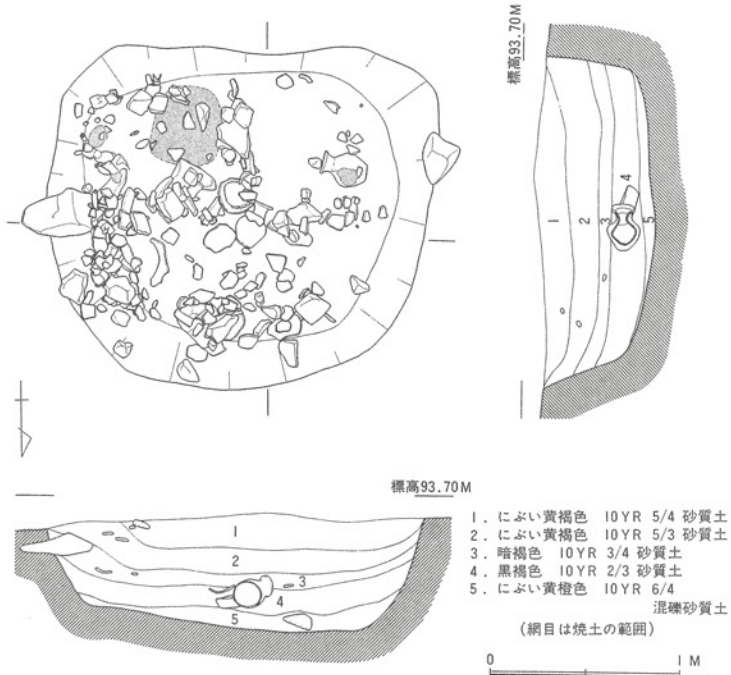 標高93.70M
1
2
3
4
5
標高93.70M
1
2
3
4
5
1. にぶい黄褐色 10YR 5/4 砂質土
2. にぶい黄褐色 10YR 5/3 砂質土
3. 暗褐色 10YR 3/4 砂質土
4. 黒褐色 10YR 2/3 砂質土
5. にぶい黄橙色 10YR 6/4
混礫砂質土
(網目は焼土の範囲)
0 1M